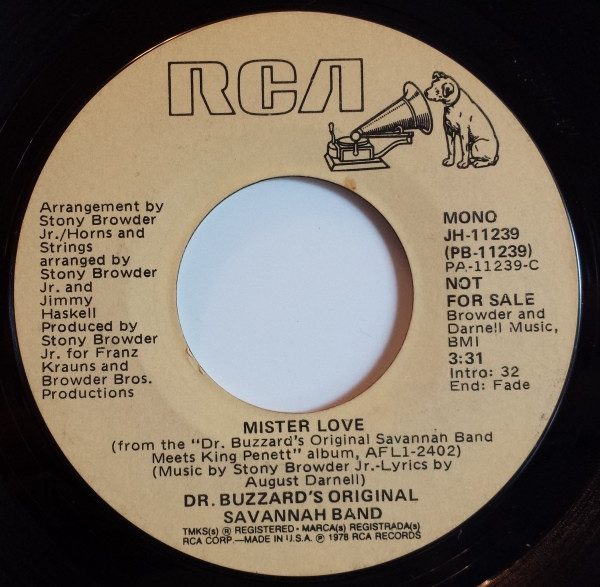 RCA
Arrangement by
Stony Browder
Jr./Horns and
Strings
arranged by
Stony Browder
Jr. and
Jimmy
Haskell
Produced by
Stony Browder
Jr. for Franz
Krauns and
Browder Bros.
Productions
MONO
JH-11239
(PB-11239)
PA-11239-C
NOT
FOR SALE
Browder and
Darnell Music,
BMI
3:31
Intro: 32
End: Fade
MISTER LOVE
(from the "Dr. Buzzard's Original Savannah Band
Meets King Penett" album, AFL1-2402)
(Music by Stony Browder Jr.-Lyrics by
August Darnell)
DR. BUZZARD'S ORIGINAL
SAVANNAH BAND
TMKS(s) ® REGISTERED • MARCA(s) REGISTRADA(s)
RCA CORP.—MADE IN U.S.A. ℗ 1978 RCA RECORDS